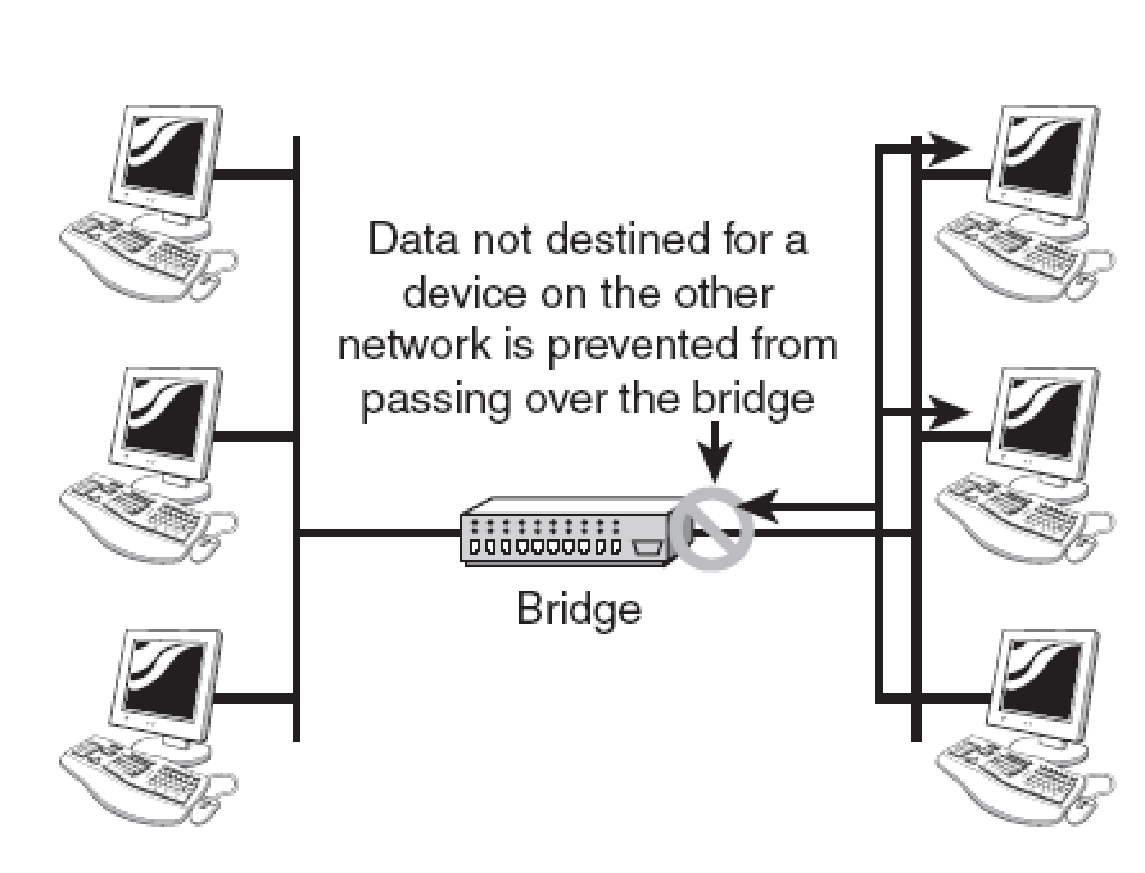 Data not destined for a
device on the other
network is prevented from
passing over the bridge
Bridge